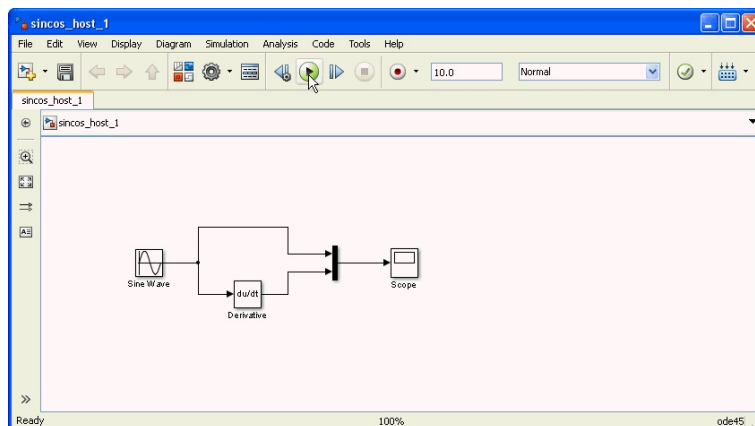 sincos_host_1
File Edit View Display Diagram Simulation Analysis Code Tools Help
10.0 Normal
sincos_host_1
sincos_host_1
Sine Wave
du/dt
Derivative
Scope
Ready 100% ode45